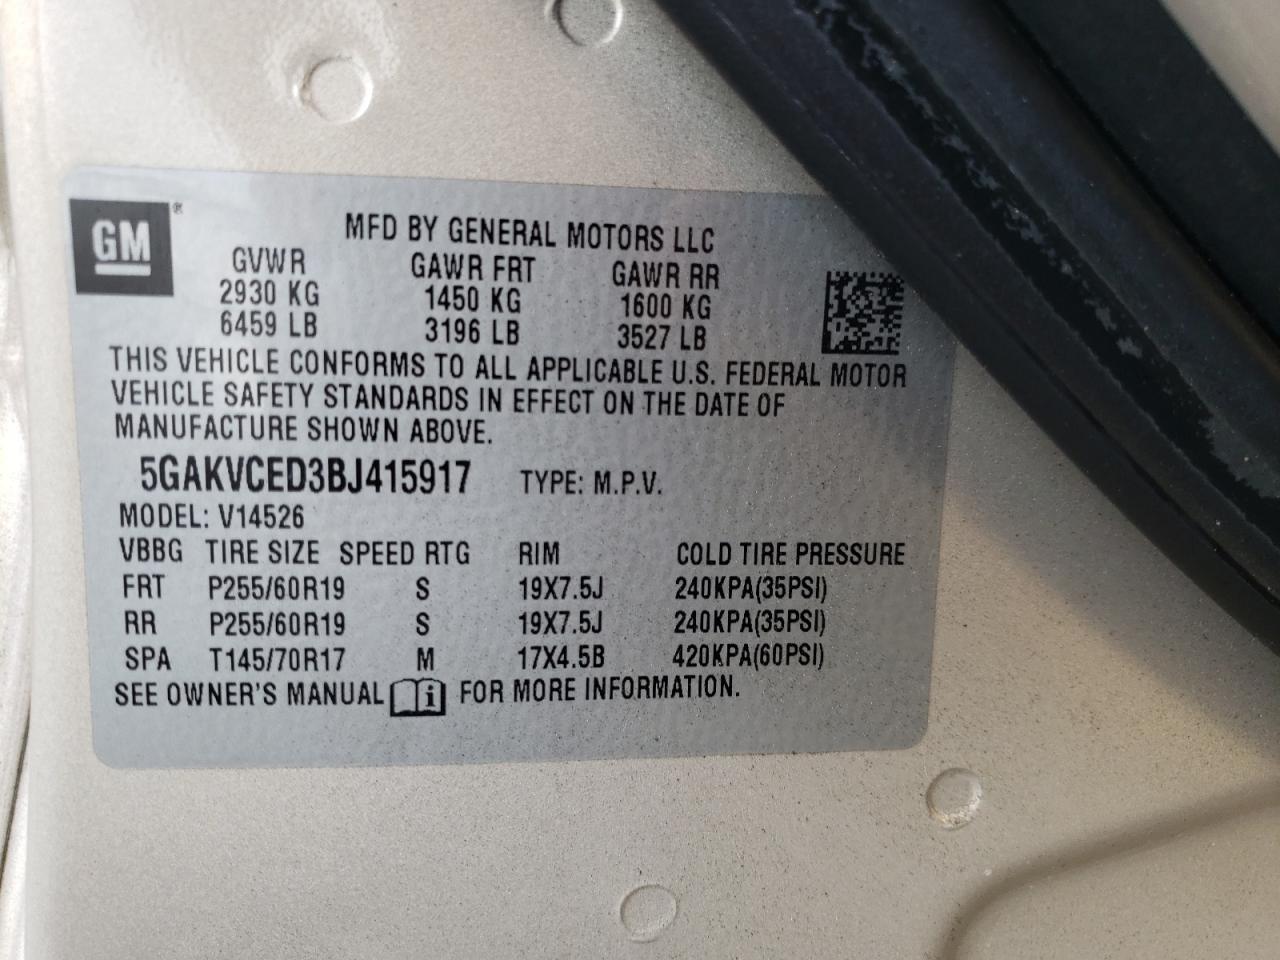 GM ®
MFD BY GENERAL MOTORS LLC
GVWR GAWR FRT GAWR RR
2930 KG 1450 KG 1600 KG
6459 LB 3196 LB 3527 LB
THIS VEHICLE CONFORMS TO ALL APPLICABLE U.S. FEDERAL MOTOR
VEHICLE SAFETY STANDARDS IN EFFECT ON THE DATE OF
MANUFACTURE SHOWN ABOVE.
5GAKVCED3BJ415917 TYPE: M.P.V.
MODEL: V14526
VBBG TIRE SIZE SPEED RTG RIM COLD TIRE PRESSURE
FRT P255/60R19 S 19X7.5J 240KPA(35PSI)
RR P255/60R19 S 19X7.5J 240KPA(35PSI)
SPA T145/70R17 M 17X4.5B 420KPA(60PSI)
SEE OWNER'S MANUAL i FOR MORE INFORMATION.